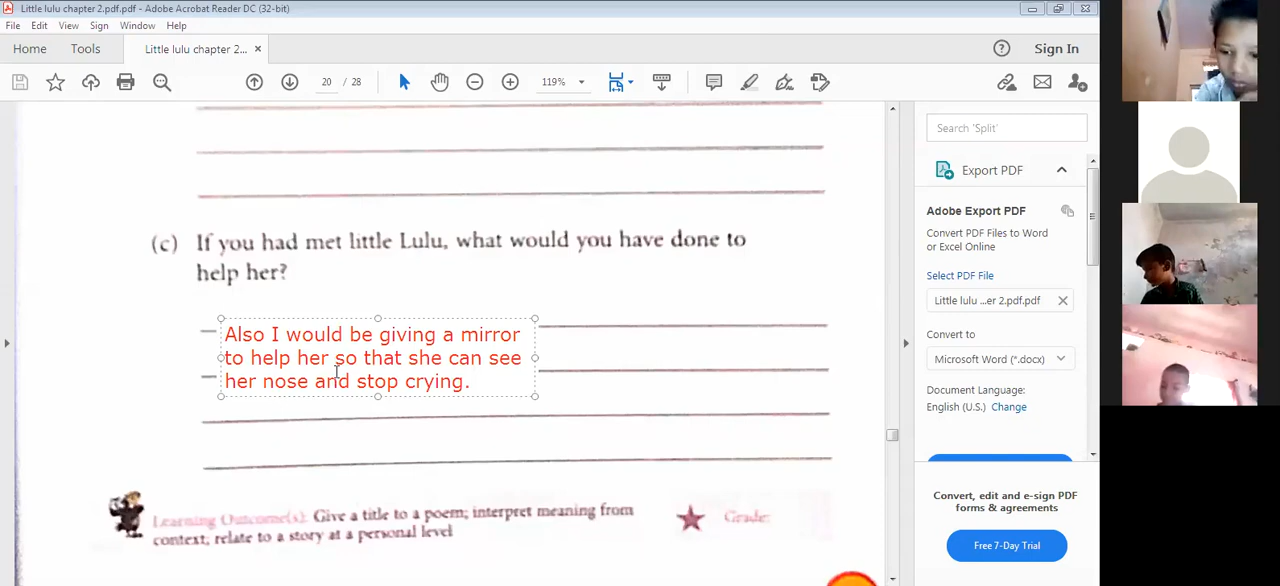 Little lulu chapter 2.pdf.pdf - Adobe Acrobat Reader DC (32-bit)
File Edit View Sign Window Help
Home Tools Little lulu chapter 2... × Sign In
20 / 28 119%
Search 'Split'
Export PDF
Adobe Export PDF
Convert PDF Files to Word
or Excel Online
Select PDF File
Little lulu ...er 2.pdf.pdf ×
Convert to
Microsoft Word (*.docx)
Document Language:
English (U.S.) Change
Convert, edit and e-sign PDF
forms & agreements
Free 7-Day Trial
(c) If you had met little Lulu, what would you have done to
help her?
Also I would be giving a mirror
to help her so that she can see
her nose and stop crying.
Learning Outcome(s): Give a title to a poem; interpret meaning from
context; relate to a story at a personal level
Grade: